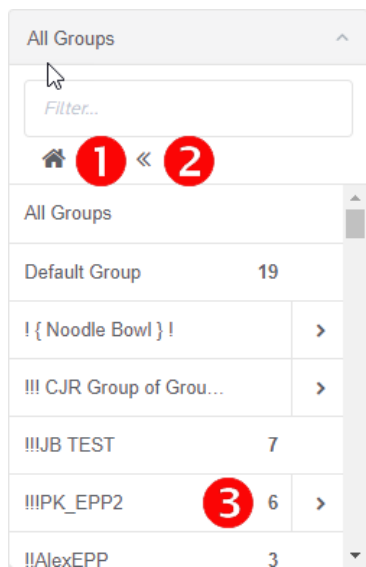 All Groups
Filter...
1 « 2
All Groups
Default Group 19
! { Noodle Bowl } !
!!! CJR Group of Grou...
!!!JB TEST 7
!!!PK_EPP2 3 6
!!AlexEPP 3